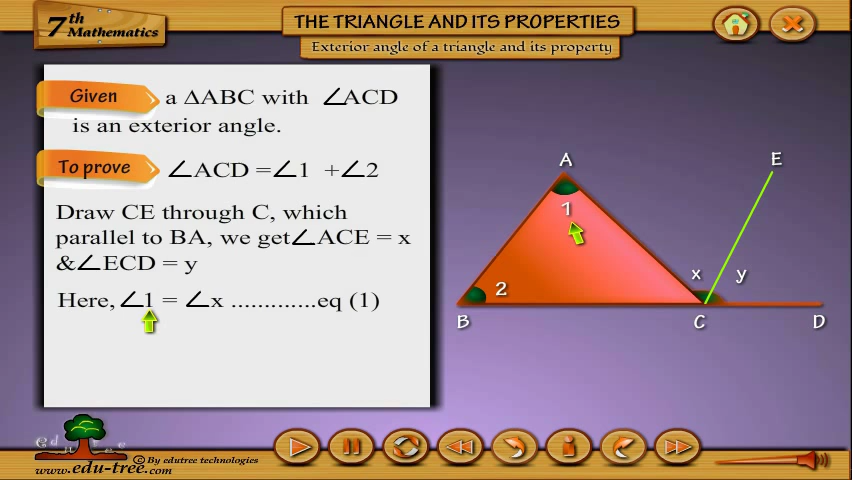 7th
Mathematics
THE TRIANGLE AND ITS PROPERTIES
Exterior angle of a triangle and its property
Given a ΔABC with ∠ACD
is an exterior angle.
To prove ∠ACD =∠1 +∠2
Draw CE through C, which
parallel to BA, we get∠ACE = x
&∠ECD = y
Here, ∠1 = ∠x .............eq (1)
A
E
1
x
y
2
B
C
D
© By edutree technologies
www.edu-tree.com